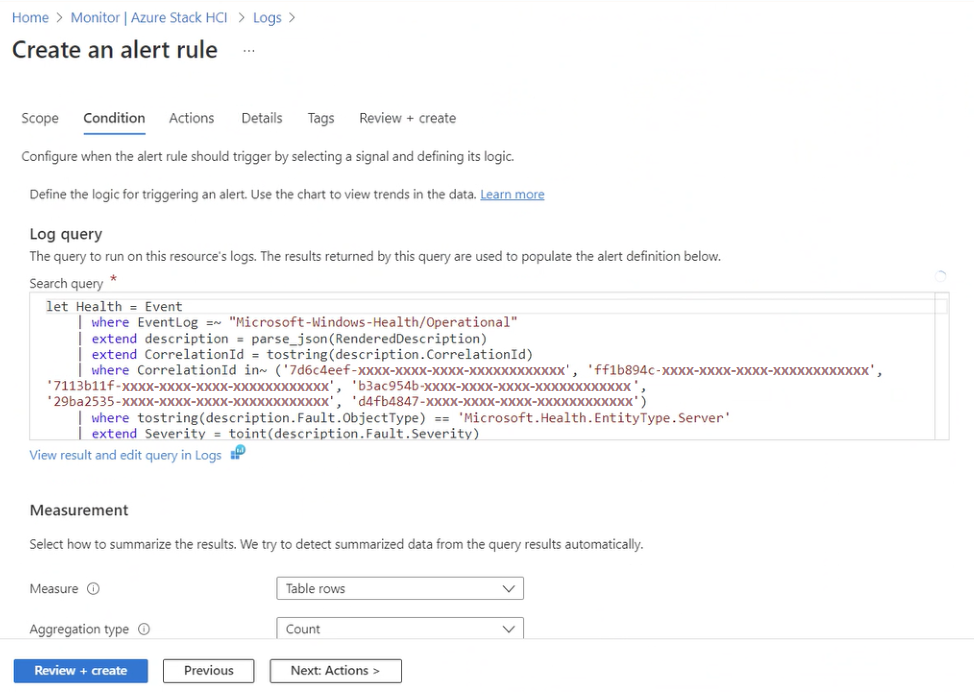 Home > Monitor | Azure Stack HCI > Logs >
Create an alert rule ...
Scope Condition Actions Details Tags Review + create
Configure when the alert rule should trigger by selecting a signal and defining its logic.
Define the logic for triggering an alert. Use the chart to view trends in the data. Learn more
Log query
The query to run on this resource's logs. The results returned by this query are used to populate the alert definition below.
Search query *
let Health = Event
| where EventLog =~ "Microsoft-Windows-Health/Operational"
| extend description = parse_json(RenderedDescription)
| extend CorrelationId = tostring(description.CorrelationId)
| where CorrelationId in~ ('7d6c4eef-xxxx-xxxx-xxxx-xxxxxxxxxxxx', 'ff1b894c-xxxx-xxxx-xxxx-xxxxxxxxxxxx',
'7113b11f-xxxx-xxxx-xxxx-xxxxxxxxxxxx', 'b3ac954b-xxxx-xxxx-xxxx-xxxxxxxxxxxx',
'29ba2535-xxxx-xxxx-xxxx-xxxxxxxxxxxx', 'd4fb4847-xxxx-xxxx-xxxx-xxxxxxxxxxxx')
| where tostring(description.Fault.ObjectType) == 'Microsoft.Health.EntityType.Server'
| extend Severity = toint(description.Fault.Severity)
View result and edit query in Logs
Measurement
Select how to summarize the results. We try to detect summarized data from the query results automatically.
Measure Table rows
Aggregation type Count
Review + create Previous Next: Actions >